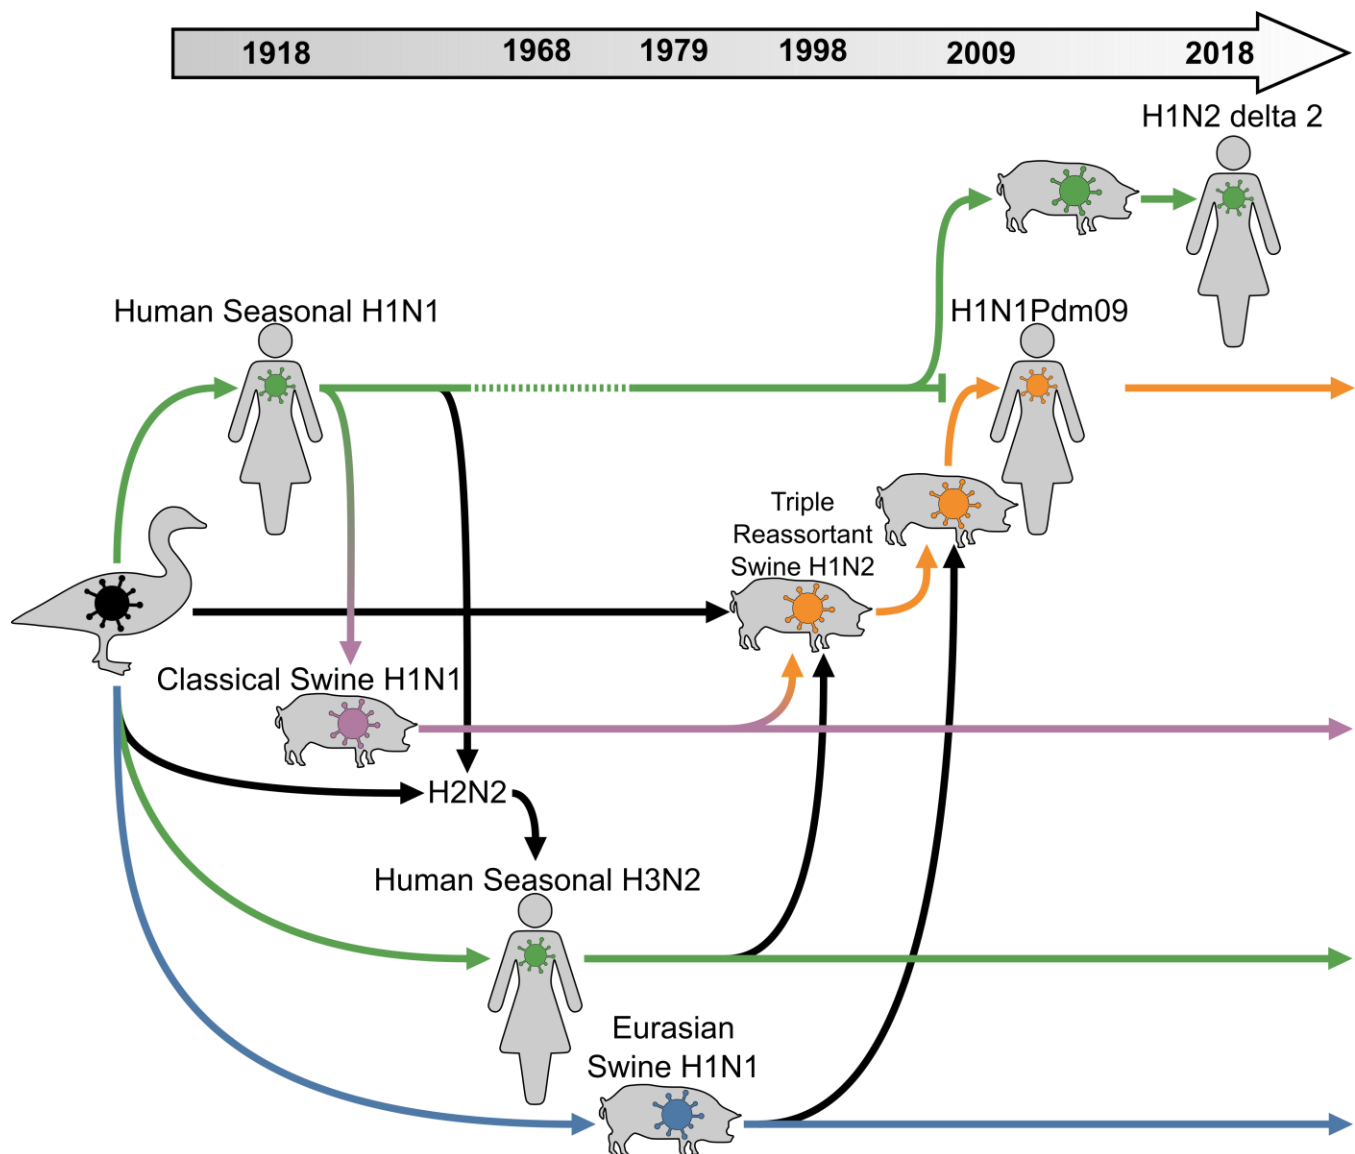 1918 1968 1979 1998 2009 2018
H1N2 delta 2
Human Seasonal H1N1
H1N1Pdm09
Triple
Reassortant
Swine H1N2
Classical Swine H1N1
H2N2
Human Seasonal H3N2
Eurasian
Swine H1N1